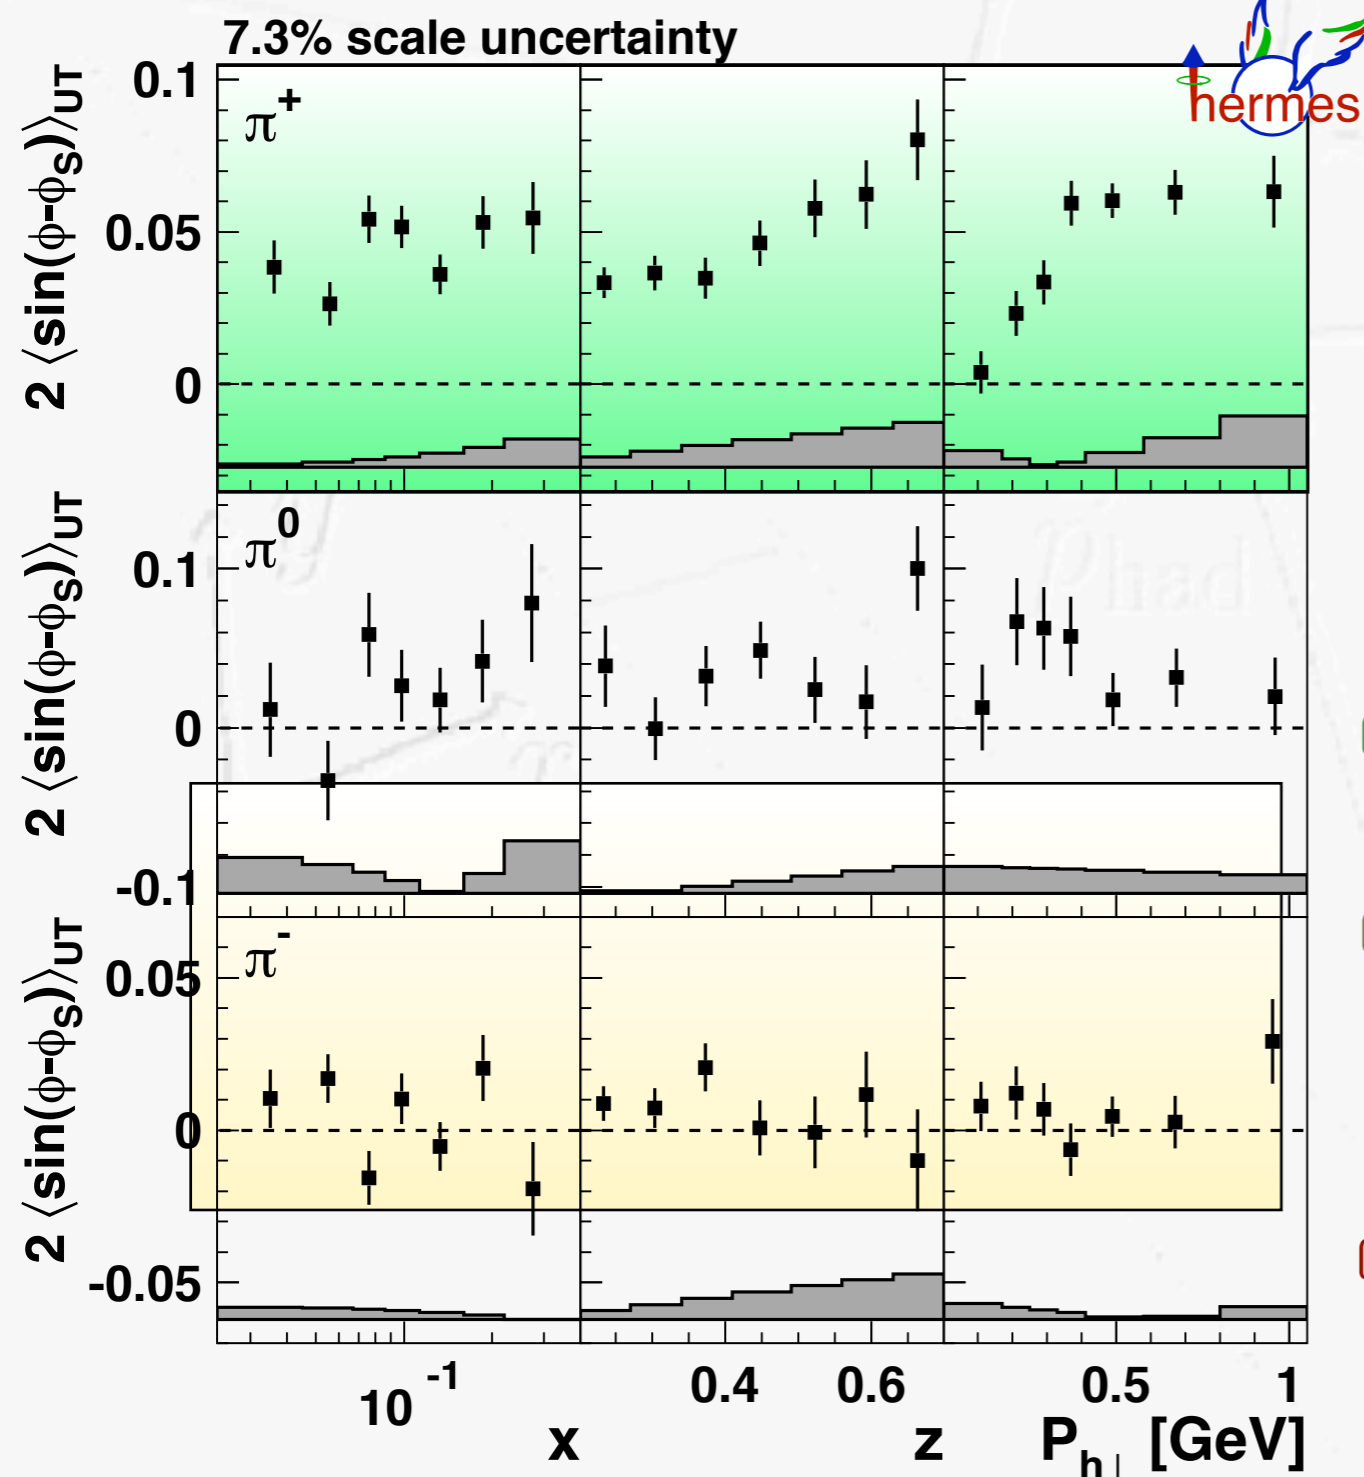 7.3% scale uncertainty
hermes
2 ⟨sin(ϕ-ϕS)⟩UT
0.1
π+
0.05
0
2 ⟨sin(ϕ-ϕS)⟩UT
π0
0.1
0
-0.1
2 ⟨sin(ϕ-ϕS)⟩UT
π-
0.05
0
-0.05
10-1 0.4 0.6 0.5 1
x z Ph⊥ [GeV]